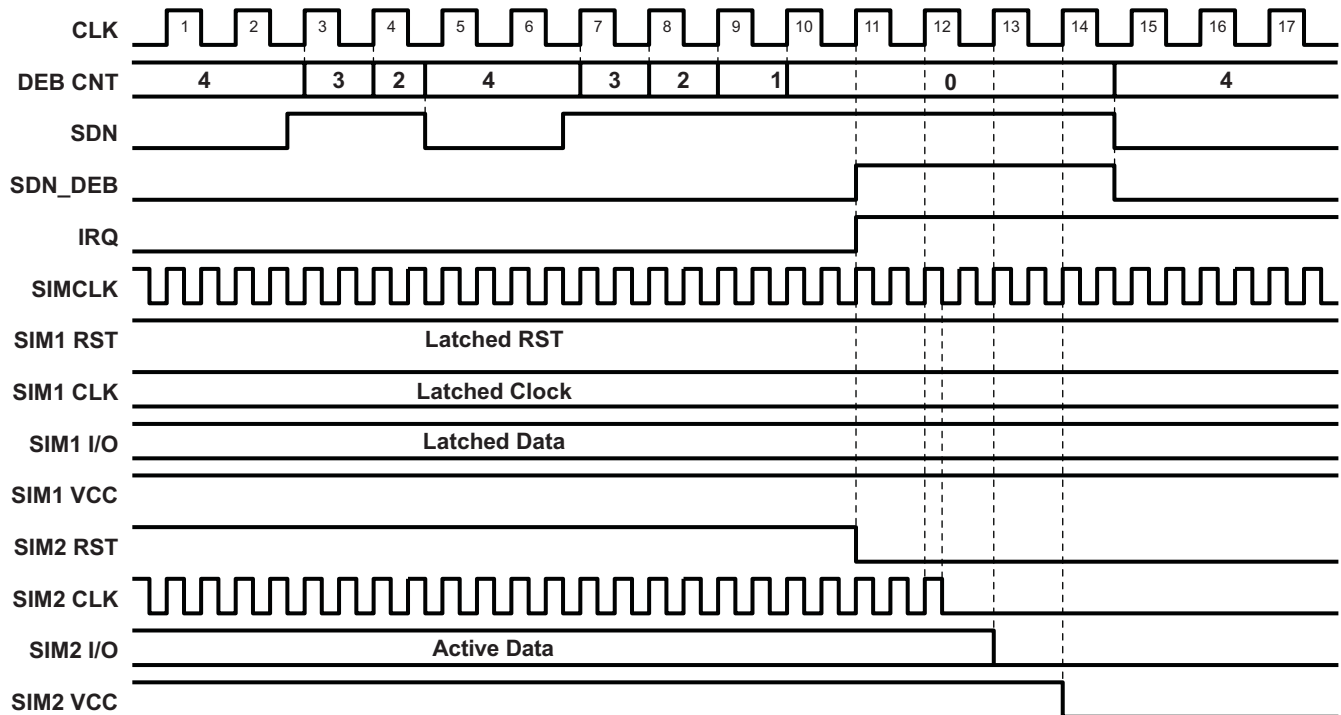 CLK 1 2 3 4 5 6 7 8 9 10 11 12 13 14 15 16 17
DEB CNT 4 3 2 4 3 2 1 0 4
SDN
SDN_DEB
IRQ
SIMCLK
SIM1 RST Latched RST
SIM1 CLK Latched Clock
SIM1 I/O Latched Data
SIM1 VCC
SIM2 RST
SIM2 CLK
SIM2 I/O Active Data
SIM2 VCC